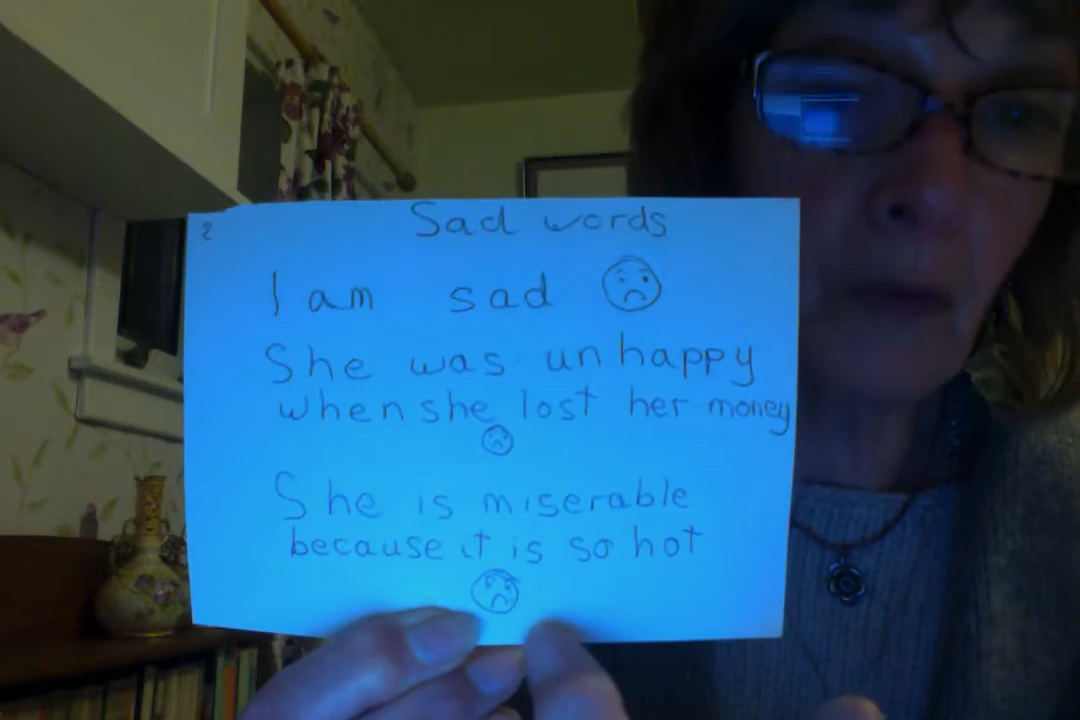 2
Sad words
I am sad
She was unhappy
when she lost her money
She is miserable
because it is so hot